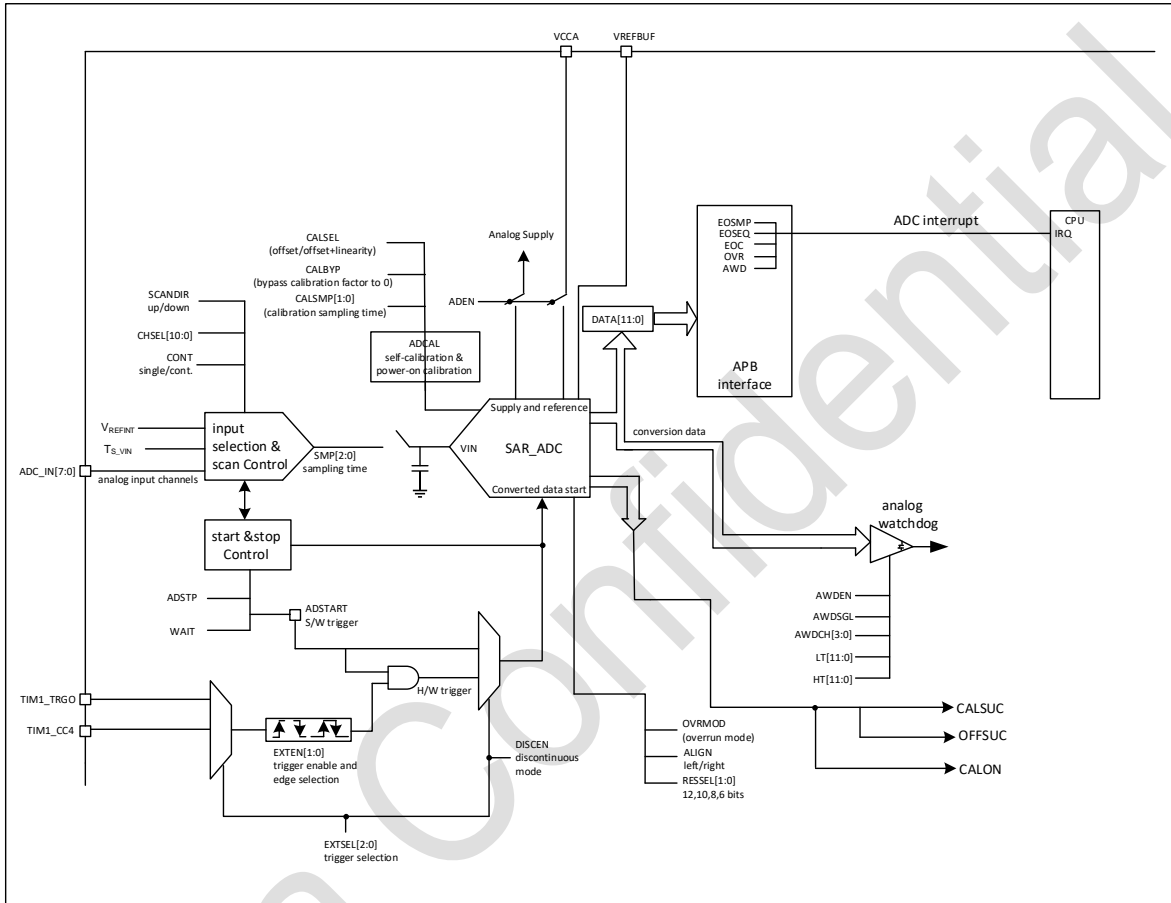 VCCA
VREFBUF
CALSEL
(offset/offset+linearity)
CALBYP
(bypass calibration factor to 0)
CALSMP[1:0]
(calibration sampling time)
Analog Supply
ADEN
ADCAL
self-calibration &
power-on calibration
SCANDIR
up/down
CHSEL[10:0]
CONT
single/cont.
VREFINT
TS_VIN
ADC_IN[7:0]
analog input channels
input
selection &
scan Control
SMP[2:0]
sampling time
Supply and reference
VIN
SAR_ADC
Converted data start
DATA[11:0]
EOSMP
EOSEQ
EOC
OVR
AWD
APB
interface
ADC interrupt
CPU
IRQ
conversion data
analog
watchdog
AWDEN
AWDSGL
AWDCH[3:0]
LT[11:0]
HT[11:0]
start &stop
Control
ADSTP
WAIT
ADSTART
S/W trigger
H/W trigger
TIM1_TRGO
TIM1_CC4
EXTEN[1:0]
trigger enable and
edge selection
DISCEN
discontinuous
mode
EXTSEL[2:0]
trigger selection
OVRMOD
(overrun mode)
ALIGN
left/right
RESSEL[1:0]
12,10,8,6 bits
CALSUC
OFFSUC
CALON
Confidential